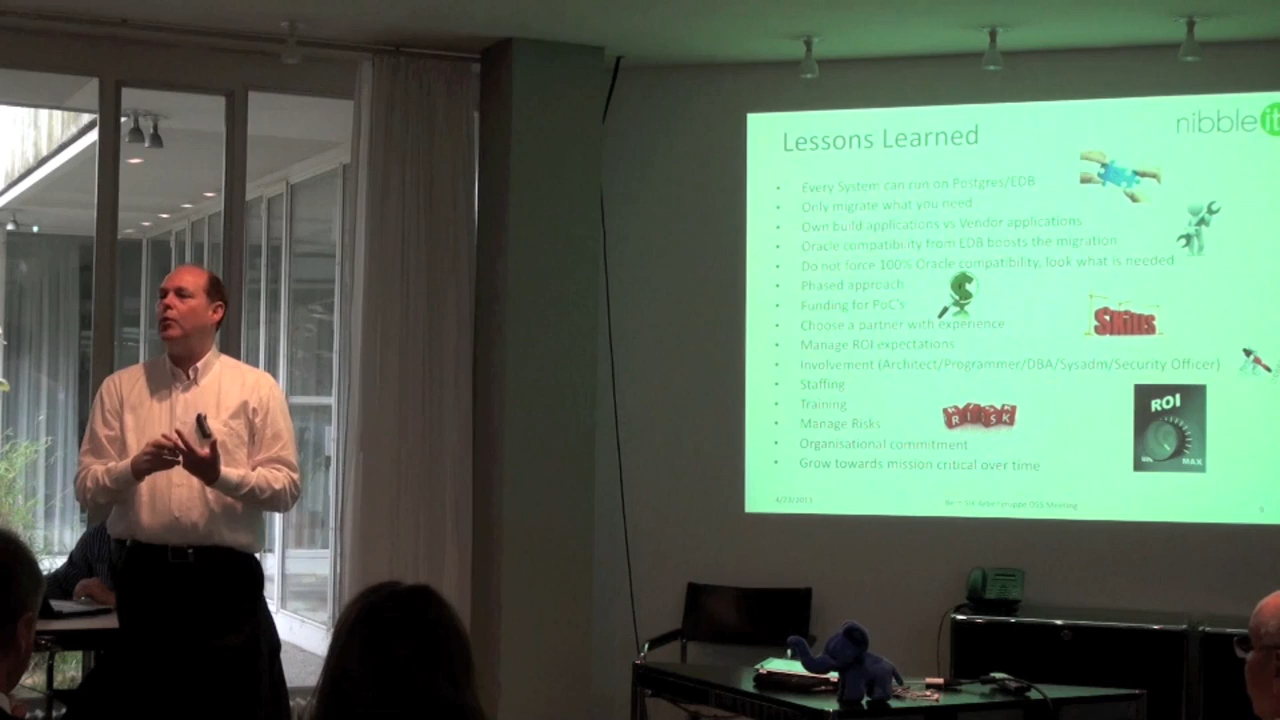 nibble it
Lessons Learned
• Every System can run on Postgres/EDB
• Only migrate what you need
• Own build applications vs Vendor applications
• Oracle compatibility from EDB boosts the migration
• Do not force 100% Oracle compatibility, look what is needed
• Phased approach
• Funding for PoC's
• Choose a partner with experience
• Manage ROI expectations
• Involvement (Architect/Programmer/DBA/Sysadm/Security Officer)
• Staffing
• Training
• Manage Risks
• Organisational commitment
• Grow towards mission critical over time
Skills
RISK
ROI
MAX
OSS Meeting